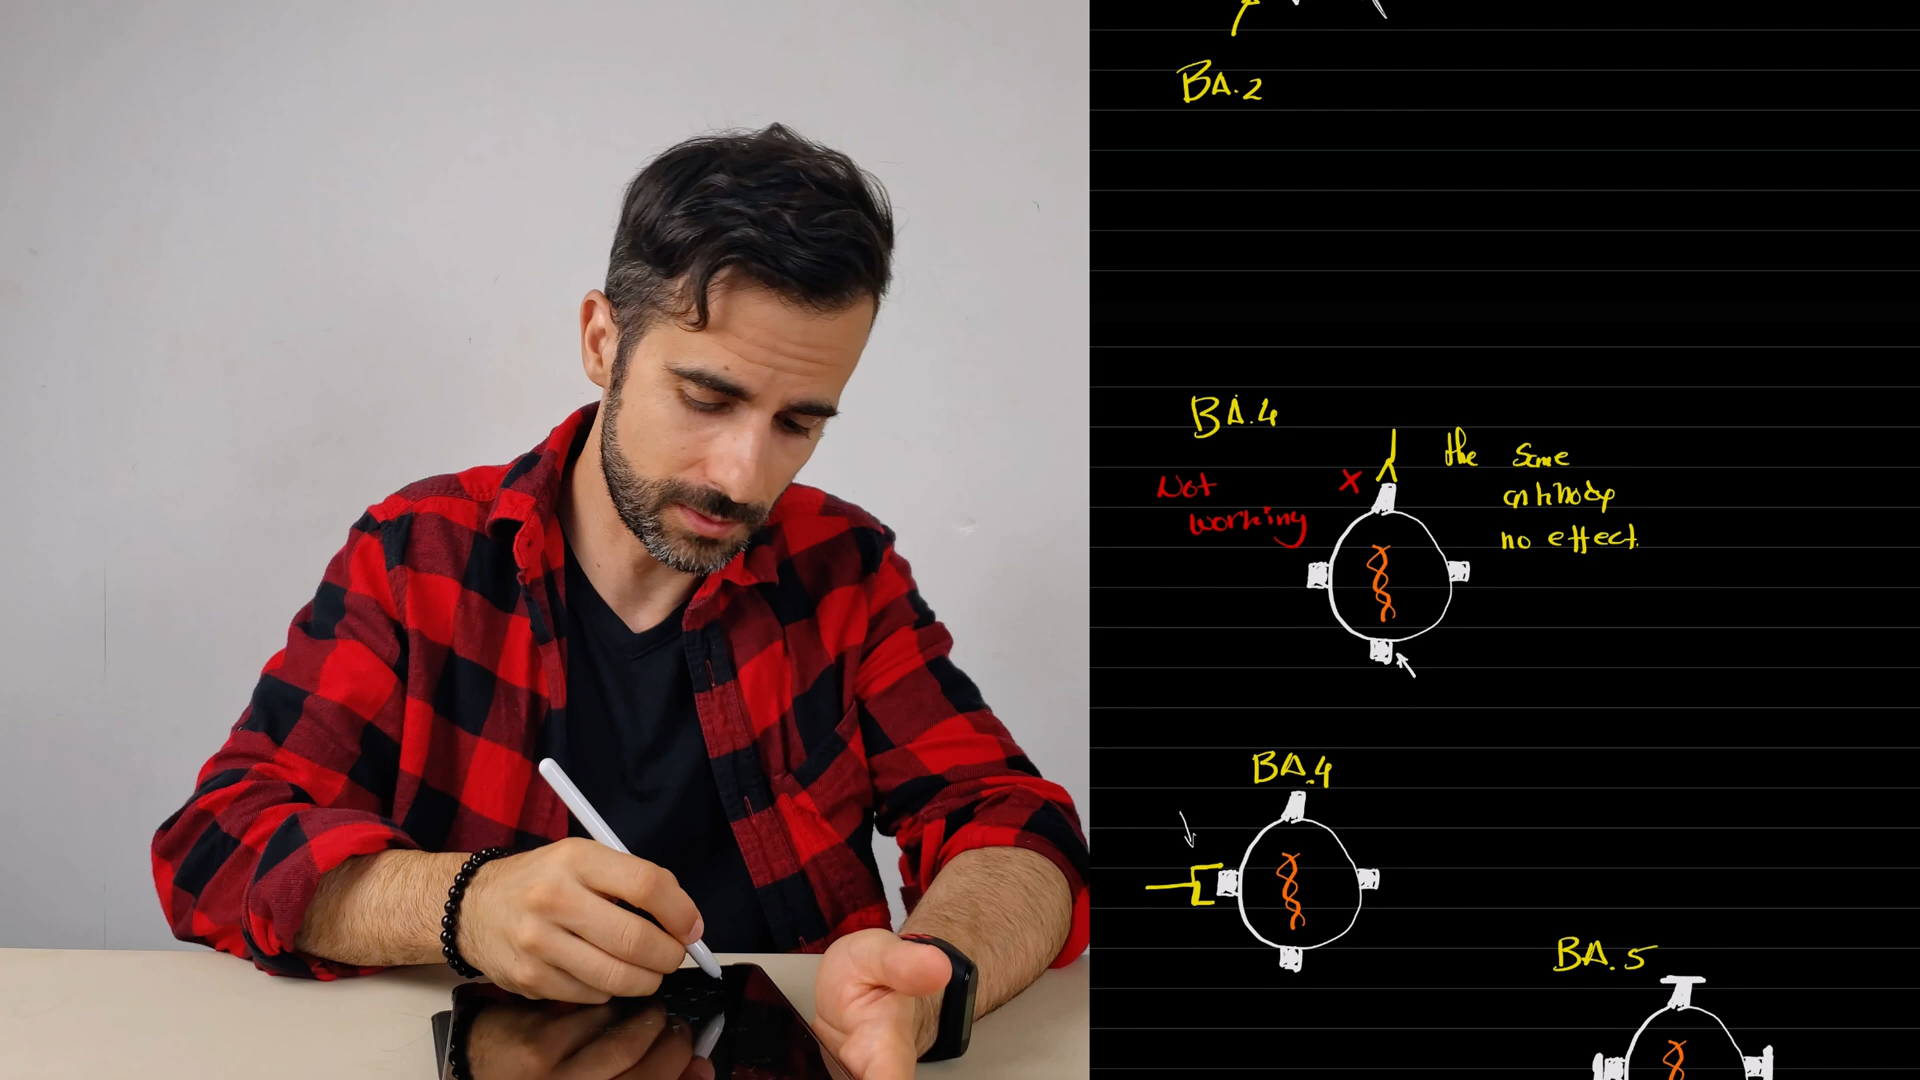 BA.2
BA.4
Not
working
X
the same
antibody
no effect.
BA.4
BA.5